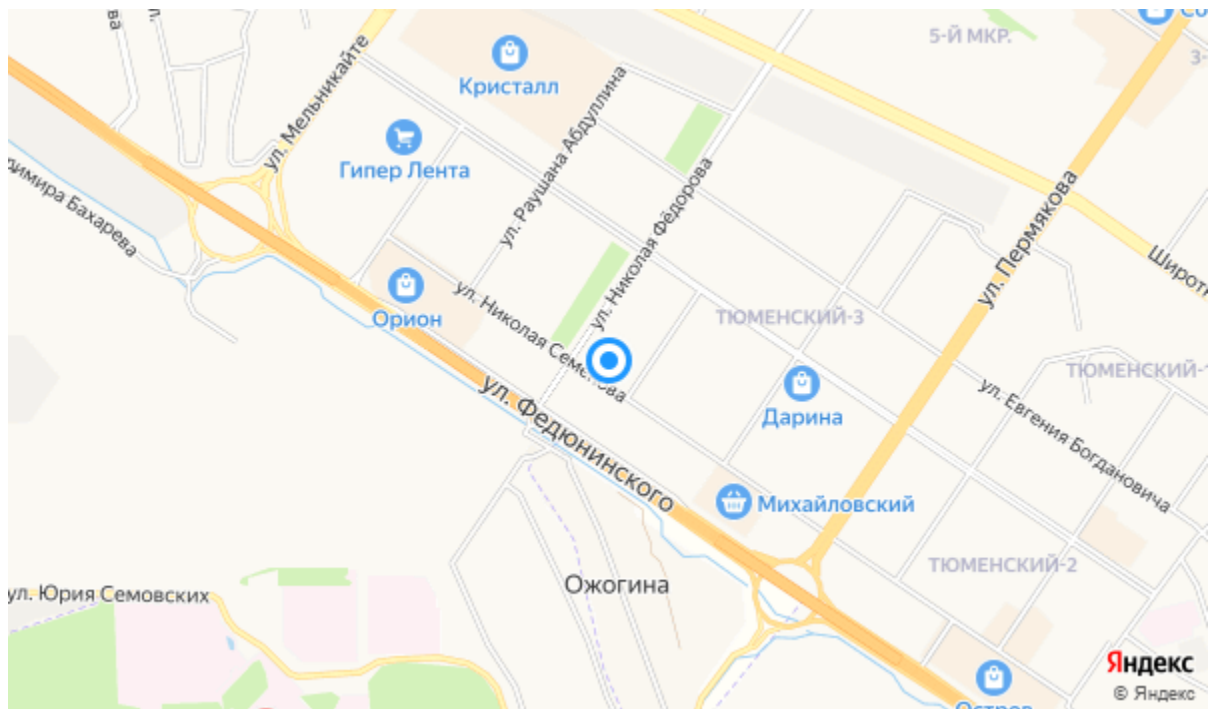 ул. Мельникайте
Кристалл
5-Й МКР.
Гипер Лента
ул. Раушана Абдуллина
ул. Николая Фёдорова
ул. Пермякова
Бахарева
Орион
ул. Николая Семенова
ТЮМЕНСКИЙ-3
ТЮМЕНСКИЙ-1
Дарина
ул. Евгения Богдановича
ул. Федюнинского
Михайловский
Ожогина
ТЮМЕНСКИЙ-2
ул. Юрия Семовских
Яндекс
© Яндекс
Остров